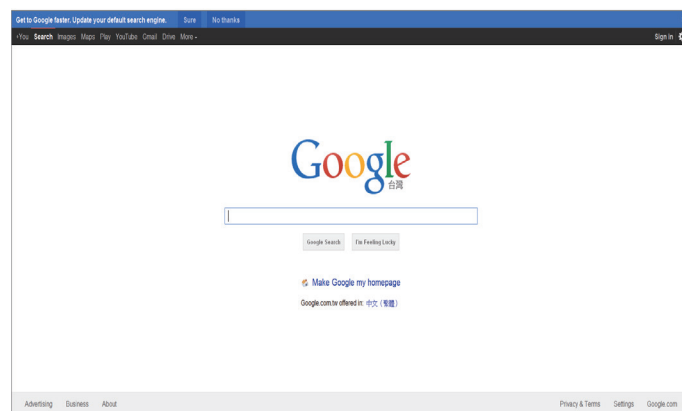 Get to Google faster. Update your default search engine. Sure No thanks
+You Search Images Maps Play YouTube Gmail Drive More Sign in
Google
台灣
Google Search I'm Feeling Lucky
Make Google my homepage
Google.com.tw offered in: 中文（繁體）
Advertising Business About Privacy & Terms Settings Google.com